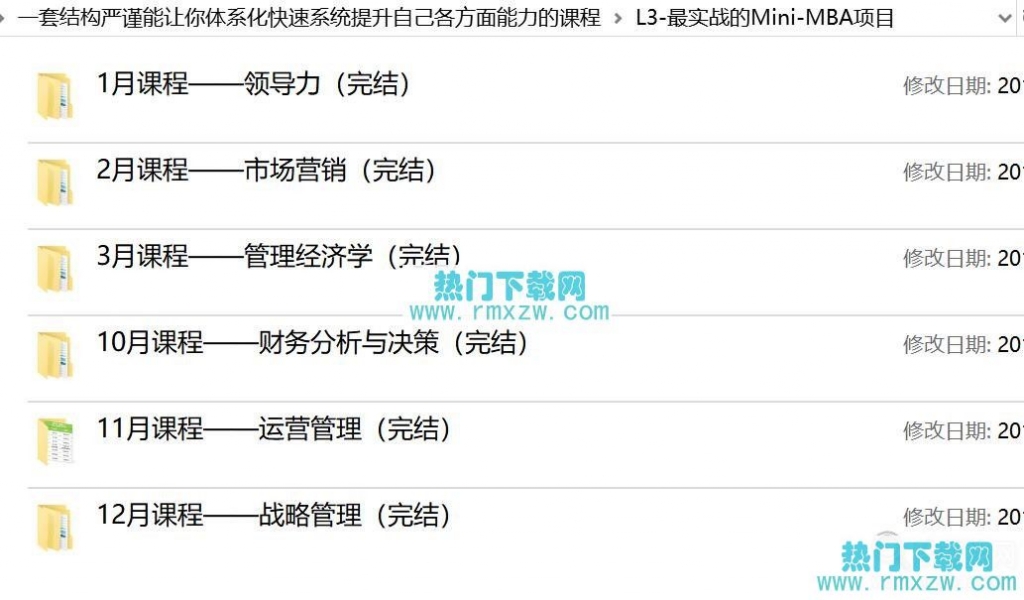 一套结构严谨能让你体系化快速系统提升自己各方面能力的课程 › L3-最实战的Mini-MBA项目
1月课程——领导力（完结）
修改日期: 20
2月课程——市场营销（完结）
修改日期: 20
3月课程——管理经济学（完结）
修改日期: 20
热门下载网
www.rmxzw.com
10月课程——财务分析与决策（完结）
修改日期: 20
11月课程——运营管理（完结）
修改日期: 20
12月课程——战略管理（完结）
修改日期: 20
热门下载网
www.rmxzw.com